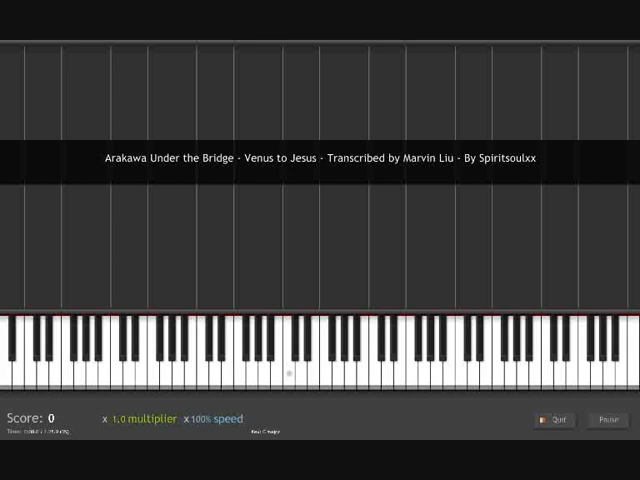 Arakawa Under the Bridge - Venus to Jesus - Transcribed by Marvin Liu - By Spiritsoulxx
Score: 0 x 1.0 multiplier x 100% speed Quit Pause